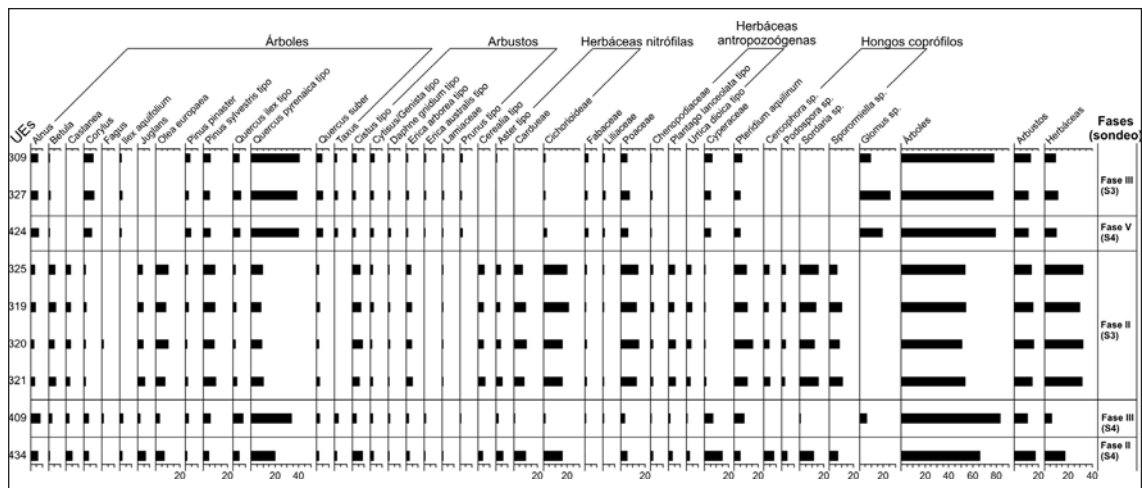 Árboles
Arbustos
Herbáceas nitrófilas
Herbáceas antropozoógenas
Hongos coprófilos
UEs
Alnus
Betula
Castanea
Corylus
Fagus
Ilex aquifolium
Juglans
Olea europaea
Pinus pinaster
Pinus sylvestris tipo
Quercus ilex tipo
Quercus pyrenaica tipo
Quercus suber
Taxus
Cistus tipo
Cytisus/Genista tipo
Daphne gnidium tipo
Erica arborea tipo
Erica australis tipo
Lamiaceae
Prunus tipo
Cerealia tipo
Aster tipo
Cardueae
Cichorioideae
Fabaceae
Liliaceae
Poaceae
Chenopodiaceae
Plantago lanceolata tipo
Urtica dioica tipo
Cyperaceae
Pteridium aquilinum
Cercophora sp.
Podospora sp.
Sordaria sp.
Sporormiella sp.
Glomus sp.
Árboles
Arbustos
Herbáceas
Fases (sondeo)
309
327
Fase III (S3)
424
Fase V (S4)
325
319
320
321
Fase II (S3)
409
Fase III (S4)
434
Fase II (S4)
20 20 20 20 40 20 20 20 20 20 20 20 20 20 40 60 80 20 20 40